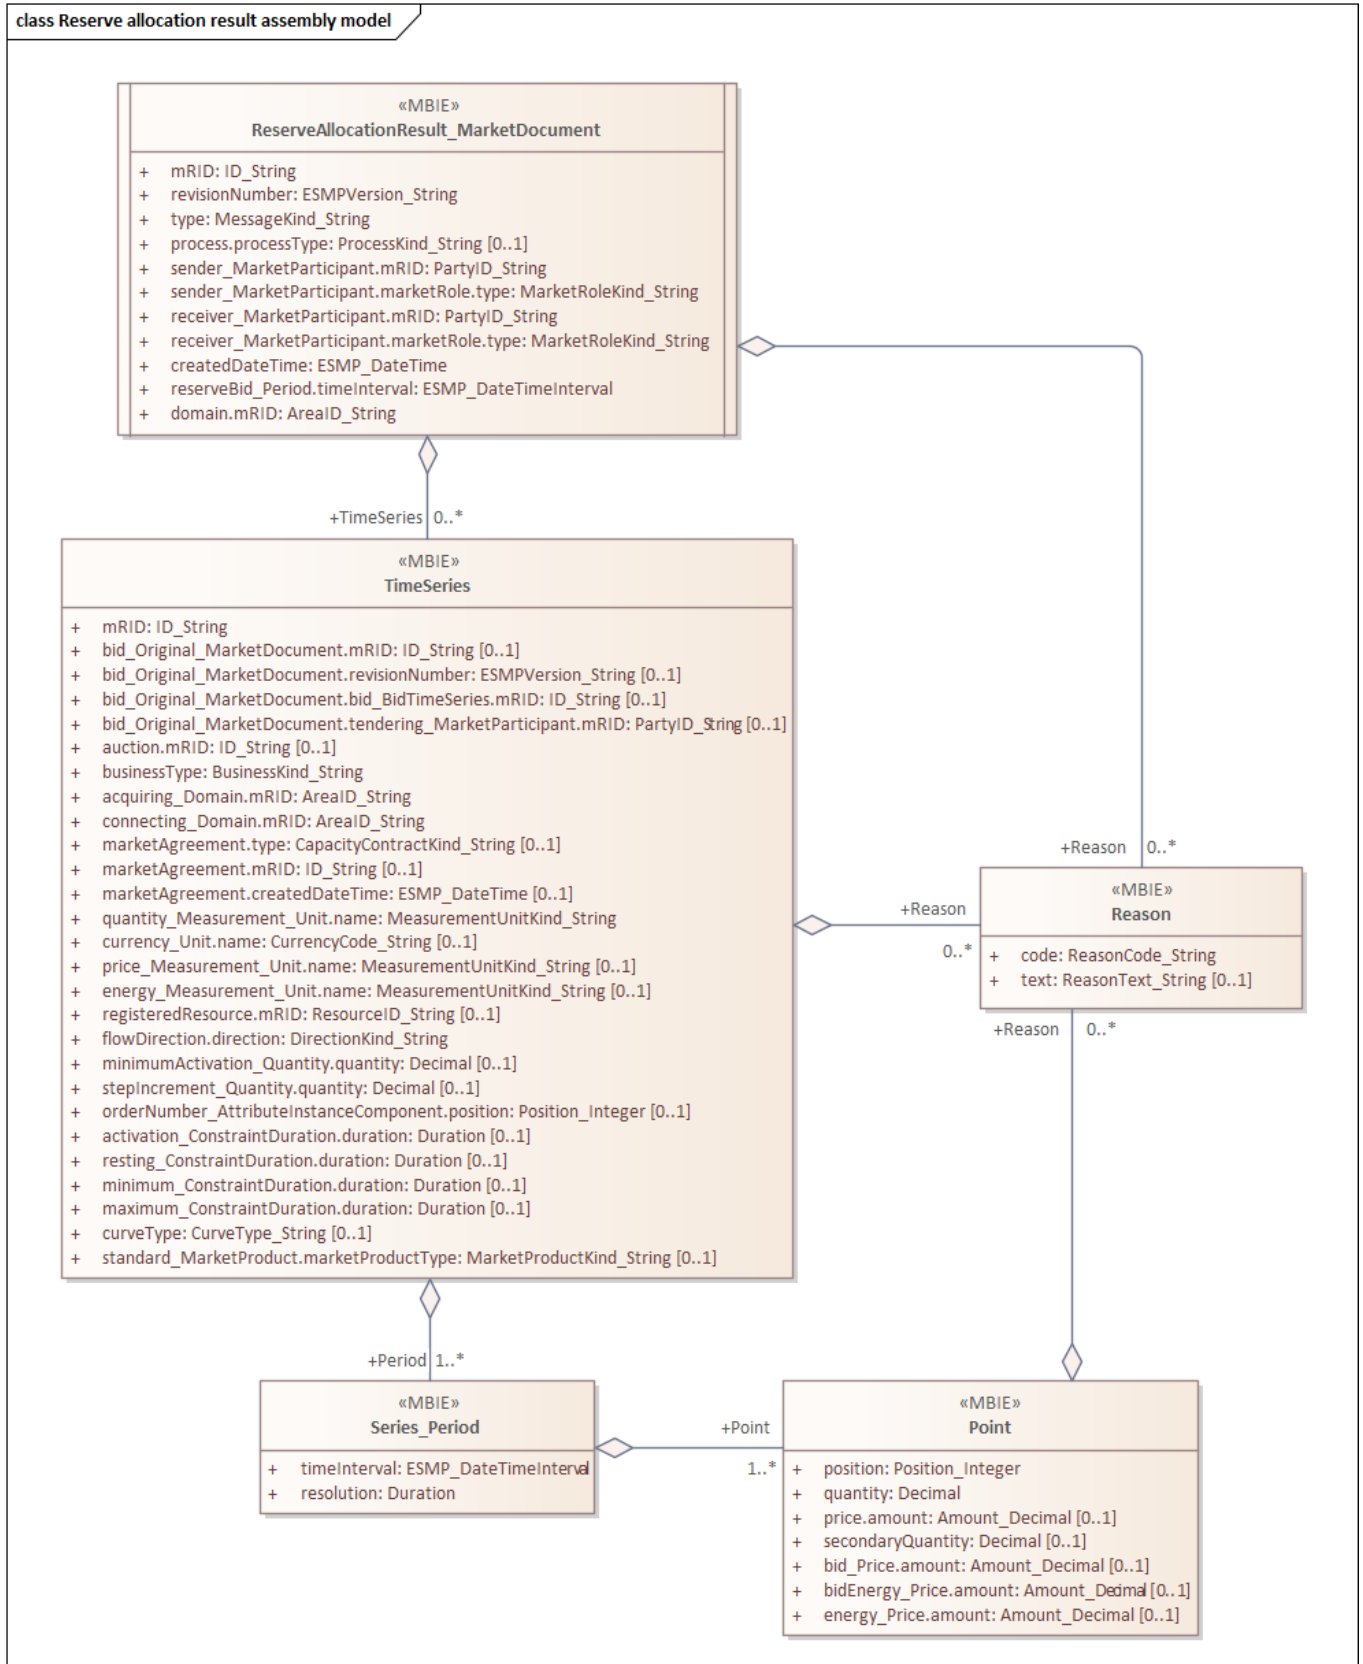 class Reserve allocation result assembly model
«MBIE»
ReserveAllocationResult_MarketDocument
+ mRID: ID_String
+ revisionNumber: ESMPVersion_String
+ type: MessageKind_String
+ process.processType: ProcessKind_String [0..1]
+ sender_MarketParticipant.mRID: PartyID_String
+ sender_MarketParticipant.marketRole.type: MarketRoleKind_String
+ receiver_MarketParticipant.mRID: PartyID_String
+ receiver_MarketParticipant.marketRole.type: MarketRoleKind_String
+ createdDateTime: ESMP_DateTime
+ reserveBid_Period.timeInterval: ESMP_DateTimeInterval
+ domain.mRID: AreaID_String
+TimeSeries 0..*
«MBIE»
TimeSeries
+ mRID: ID_String
+ bid_Original_MarketDocument.mRID: ID_String [0..1]
+ bid_Original_MarketDocument.revisionNumber: ESMPVersion_String [0..1]
+ bid_Original_MarketDocument.bid_BidTimeSeries.mRID: ID_String [0..1]
+ bid_Original_MarketDocument.tendering_MarketParticipant.mRID: PartyID_String [0..1]
+ auction.mRID: ID_String [0..1]
+ businessType: BusinessKind_String
+ acquiring_Domain.mRID: AreaID_String
+ connecting_Domain.mRID: AreaID_String
+ marketAgreement.type: CapacityContractKind_String [0..1]
+ marketAgreement.mRID: ID_String [0..1]
+ marketAgreement.createdDateTime: ESMP_DateTime [0..1]
+ quantity_Measurement_Unit.name: MeasurementUnitKind_String
+ currency_Unit.name: CurrencyCode_String [0..1]
+ price_Measurement_Unit.name: MeasurementUnitKind_String [0..1]
+ energy_Measurement_Unit.name: MeasurementUnitKind_String [0..1]
+ registeredResource.mRID: ResourceID_String [0..1]
+ flowDirection.direction: DirectionKind_String
+ minimumActivation_Quantity.quantity: Decimal [0..1]
+ stepIncrement_Quantity.quantity: Decimal [0..1]
+ orderNumber_AttributeInstanceComponent.position: Position_Integer [0..1]
+ activation_ConstraintDuration.duration: Duration [0..1]
+ resting_ConstraintDuration.duration: Duration [0..1]
+ minimum_ConstraintDuration.duration: Duration [0..1]
+ maximum_ConstraintDuration.duration: Duration [0..1]
+ curveType: CurveType_String [0..1]
+ standard_MarketProduct.marketProductType: MarketProductKind_String [0..1]
+Reason 0..*
+Reason
0..*
«MBIE»
Reason
+ code: ReasonCode_String
+ text: ReasonText_String [0..1]
+Reason 0..*
+Period 1..*
«MBIE»
Series_Period
+ timeInterval: ESMP_DateTimeInterval
+ resolution: Duration
+Point
1..*
«MBIE»
Point
+ position: Position_Integer
+ quantity: Decimal
+ price.amount: Amount_Decimal [0..1]
+ secondaryQuantity: Decimal [0..1]
+ bid_Price.amount: Amount_Decimal [0..1]
+ bidEnergy_Price.amount: Amount_Decimal [0..1]
+ energy_Price.amount: Amount_Decimal [0..1]